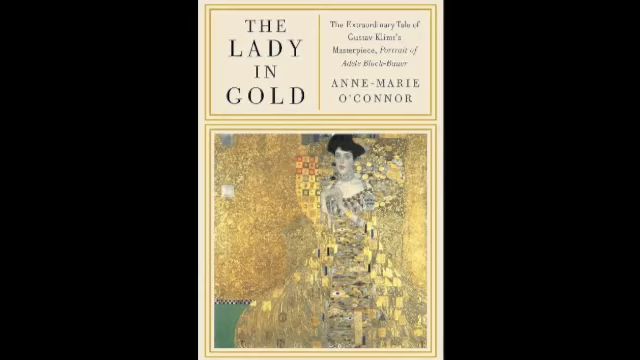 THE
LADY
IN
GOLD
The Extraordinary Tale of
Gustav Klimt's
Masterpiece, Portrait of
Adele Bloch-Bauer
ANNE-MARIE
O'CONNOR